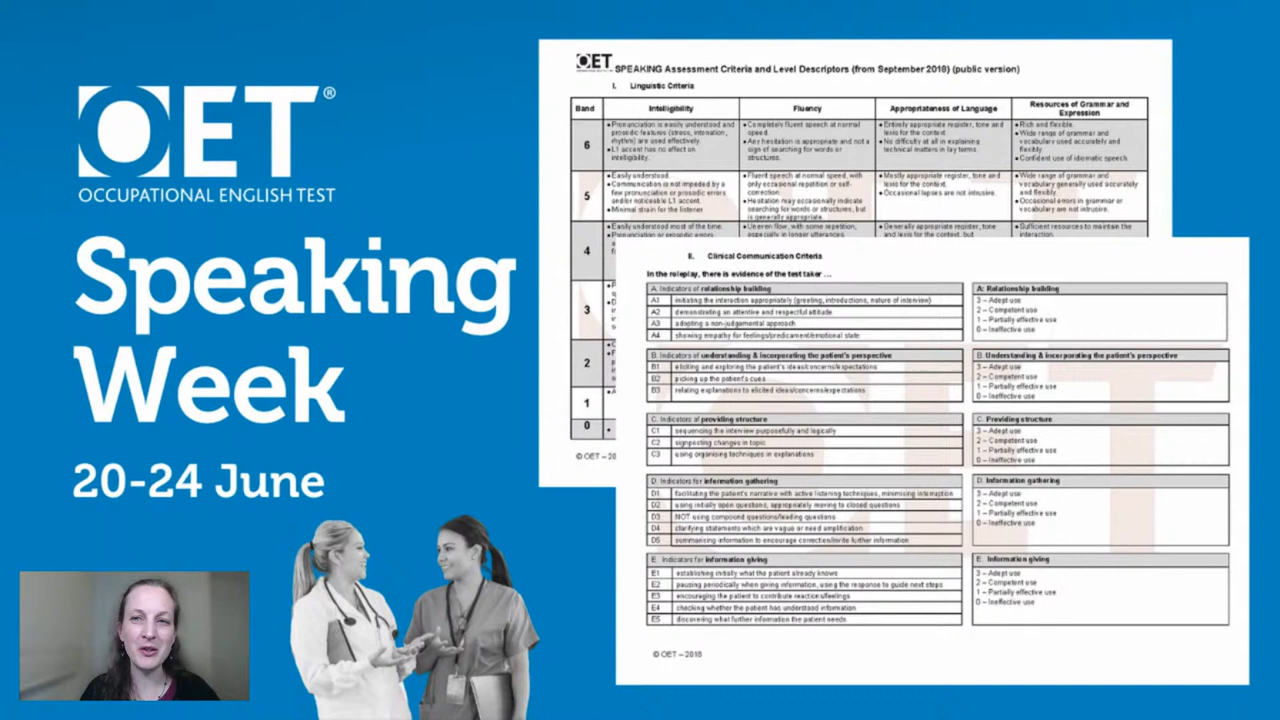 OET®
OCCUPATIONAL ENGLISH TEST
Speaking
Week
20-24 June
OET SPEAKING Assessment Criteria and Level Descriptors (from September 2018) (public version)
I. Linguistic Criteria
Band Intelligibility Fluency Appropriateness of Language Resources of Grammar and Expression
6
• Pronunciation is easily understood and
prosodic features (stress, intonation,
rhythm) are used effectively.
• L1 accent has no effect on
intelligibility.
• Completely fluent speech at normal
speed.
• Any hesitation is appropriate and not a
sign of searching for words or
structures.
• Entirely appropriate register, tone and
lexis for the context.
• No difficulty at all in explaining
technical matters in lay terms.
• Rich and flexible.
• Wide range of grammar and
vocabulary used accurately and
flexibly.
• Confident use of idiomatic speech.
5
• Easily understood.
• Communication is not impeded by a
few pronunciation or prosodic errors
and/or noticeable L1 accent.
• Minimal strain for the listener
• Fluent speech at normal speed, with
only occasional repetition or self-
correction.
• Hesitation may occasionally indicate
searching for words or structures, but
is generally appropriate.
• Mostly appropriate register, tone and
lexis for the context.
• Occasional lapses are not intrusive.
• Wide range of grammar and
vocabulary generally used accurately
and flexibly.
• Occasional errors in grammar or
vocabulary are not intrusive.
4
• Easily understood most of the time.
• Pronunciation or prosodic errors
• Uneven flow, with some repetition,
especially in longer utterances.
• Generally appropriate register, tone
and lexis for the context, but
• Sufficient resources to maintain the
interaction.
3
2
1
0
© OET – 20
II. Clinical Communication Criteria
In the roleplay, there is evidence of the test taker ...
A. Indicators of relationship building
A1 initiating the interaction appropriately (greeting, introductions, nature of interview)
A2 demonstrating an attentive and respectful attitude
A3 adopting a non-judgemental approach
A4 showing empathy for feelings/predicament/emotional state
A: Relationship building
3 – Adept use
2 – Competent use
1 – Partially effective use
0 – Ineffective use
B. Indicators of understanding & incorporating the patient's perspective
B1 eliciting and exploring the patient's ideas/concerns/expectations
B2 picking up the patient's cues
B3 relating explanations to elicited ideas/concerns/expectations
B. Understanding & incorporating the patient's perspective
3 – Adept use
2 – Competent use
1 – Partially effective use
0 – Ineffective use
C. Indicators of providing structure
C1 sequencing the interview purposefully and logically
C2 signposting changes in topic
C3 using organising techniques in explanations
C. Providing structure
3 – Adept use
2 – Competent use
1 – Partially effective use
0 – Ineffective use
D. Indicators for information gathering
D1 facilitating the patient's narrative with active listening techniques, minimising interruption
D2 using initially open questions, appropriately moving to closed questions
D3 NOT using compound questions/leading questions
D4 clarifying statements which are vague or need amplification
D5 summarising information to encourage correction/invite further information
D. Information gathering
3 – Adept use
2 – Competent use
1 – Partially effective use
0 – Ineffective use
E. Indicators for information giving
E1 establishing initially what the patient already knows
E2 pausing periodically when giving information, using the response to guide next steps
E3 encouraging the patient to contribute reactions/feelings
E4 checking whether the patient has understood information
E5 discovering what further information the patient needs
E. Information giving
3 – Adept use
2 – Competent use
1 – Partially effective use
0 – Ineffective use
© OET – 2018